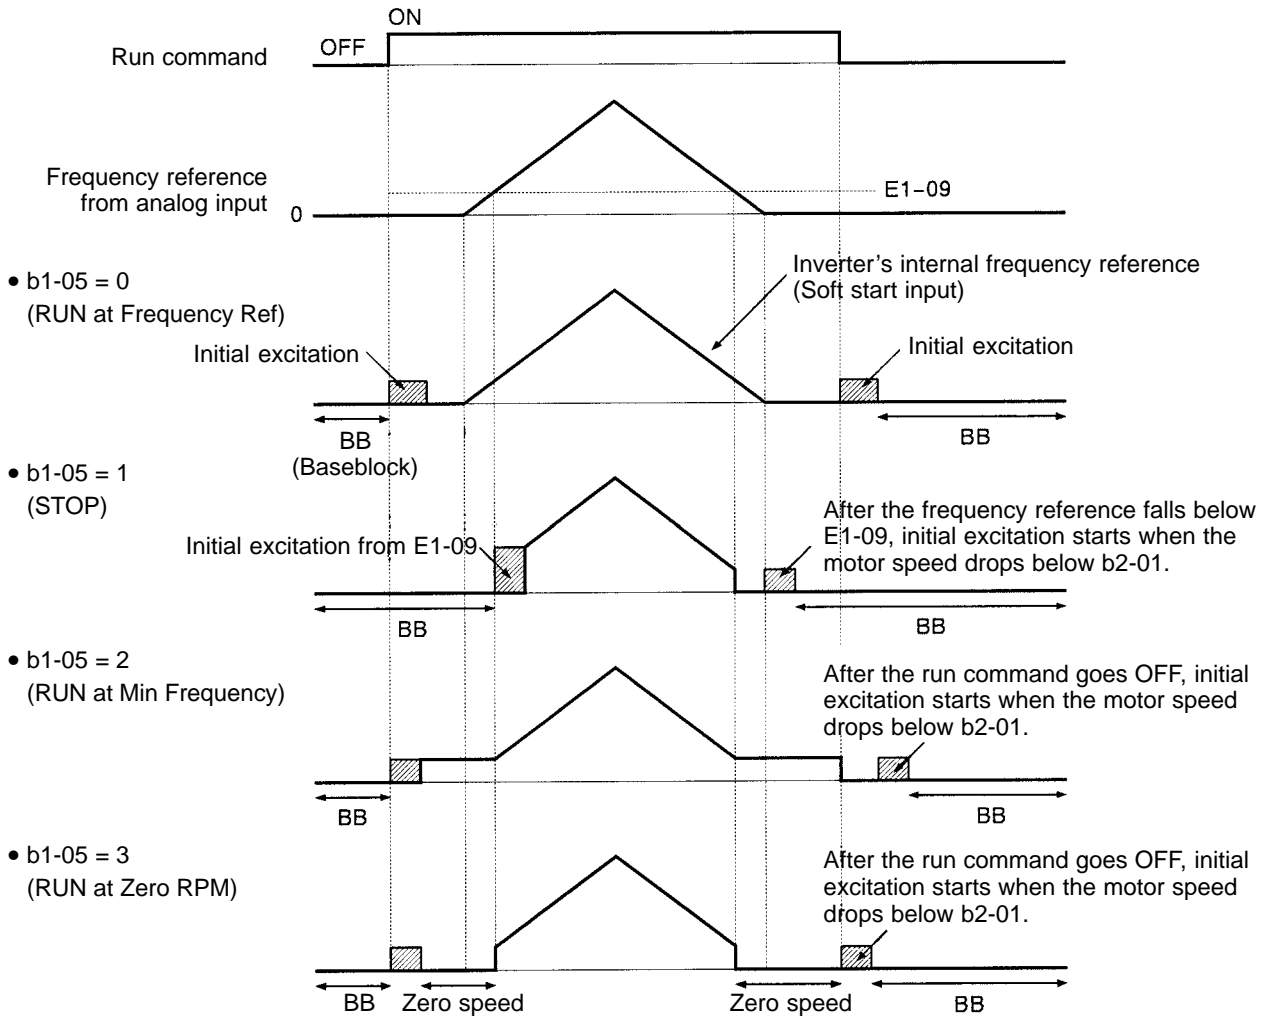 ON
OFF
Run command
Frequency reference
from analog input
0
E1-09
• b1-05 = 0
(RUN at Frequency Ref)
Inverter's internal frequency reference
(Soft start input)
Initial excitation
Initial excitation
BB
(Baseblock)
BB
• b1-05 = 1
(STOP)
Initial excitation from E1-09
After the frequency reference falls below
E1-09, initial excitation starts when the
motor speed drops below b2-01.
BB
BB
• b1-05 = 2
(RUN at Min Frequency)
After the run command goes OFF, initial
excitation starts when the motor speed
drops below b2-01.
BB
BB
• b1-05 = 3
(RUN at Zero RPM)
After the run command goes OFF, initial
excitation starts when the motor speed
drops below b2-01.
BB
Zero speed
Zero speed
BB